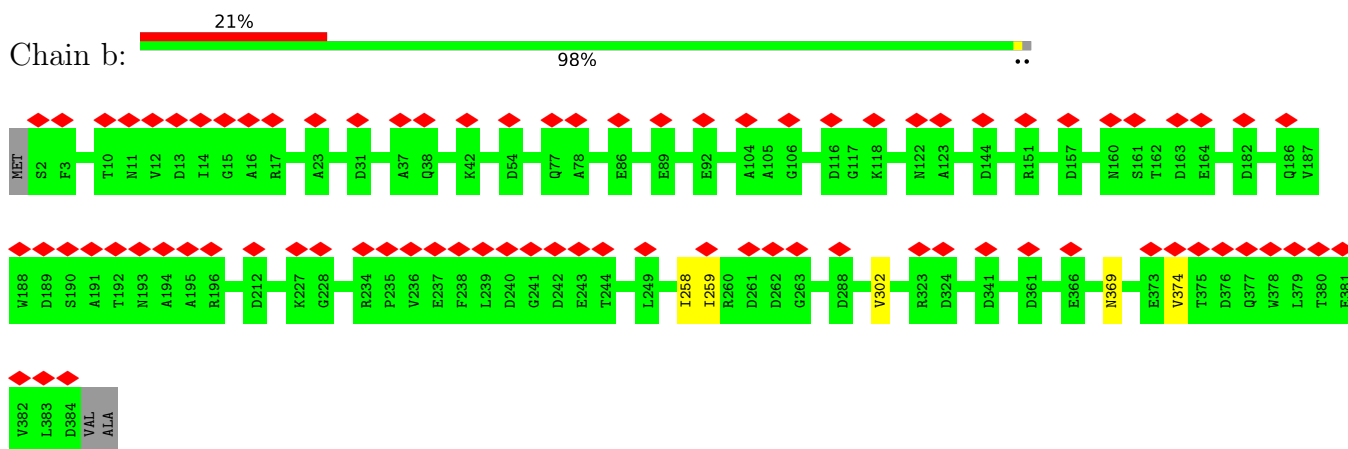 21%
Chain b:
98%
••
MET S2 F3 T10 N11 V12 D13 I14 G15 A16 R17 A23 D31 A37 Q38 K42 D54 Q77 A78 E86 E89 E92 A104 A105 G106 D116 G117 K118 N122 A123 D144 R151 D157 N160 S161 T162 D163 E164 D182 Q186 V187
W188 D189 S190 A191 T192 N193 A194 A195 R196 D212 K227 G228 R234 P235 V236 E237 F238 L239 D240 G241 D242 E243 T244 L249 I258 I259 R260 D261 D262 G263 D288 V302 R323 D324 D341 D361 E366 N369 E373 V374 T375 D376 Q377 W378 L379 T380 E381
V382 L383 D384 VAL ALA